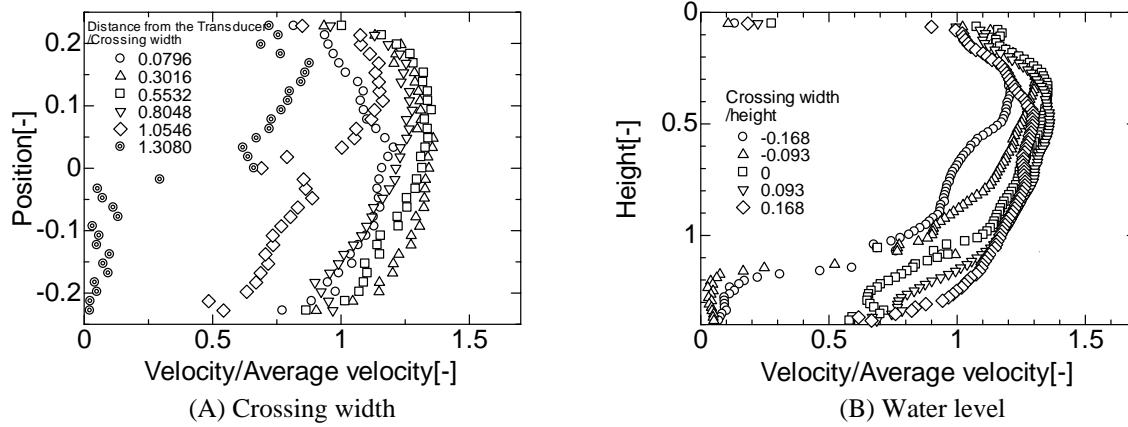 Distance from the Transducer
/Crossing width
0.0796
0.3016
0.5532
0.8048
1.0546
1.3080
Position[-]
0.2
0.1
0
-0.1
-0.2
0 0.5 1 1.5
Velocity/Average velocity[-]
(A) Crossing width
Crossing width
/height
-0.168
-0.093
0
0.093
0.168
Height[-]
0
0.5
1
0 0.5 1 1.5
Velocity/Average velocity[-]
(B) Water level